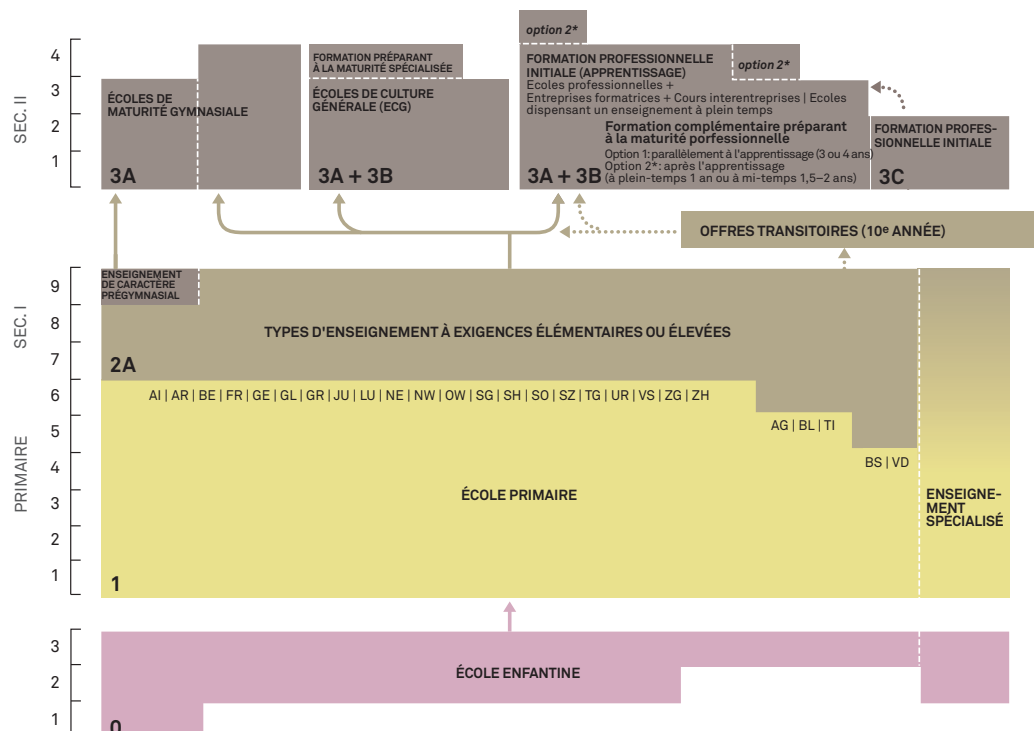 SEC. II
4
3
2
1
ÉCOLES DE
MATURITÉ GYMNASIALE
3A
FORMATION PRÉPARANT
À LA MATURITÉ SPÉCIALISÉE
ÉCOLES DE CULTURE
GÉNÉRALE (ECG)
3A + 3B
option 2*
FORMATION PROFESSIONNELLE
INITIALE (APPRENTISSAGE)
option 2*
Ecoles professionnelles +
Entreprises formatrices + Cours interentreprises | Ecoles
dispensant un enseignement à plein temps
Formation complémentaire préparant
à la maturité porfessionnelle
Option 1: parallèlement à l'apprentissage (3 ou 4 ans)
Option 2*: après l'apprentissage
(à plein-temps 1 an ou à mi-temps 1,5–2 ans)
3A + 3B
FORMATION PROFES-
SIONNELLE INITIALE
3C
OFFRES TRANSITOIRES (10e ANNÉE)
SEC. I
9
8
7
ENSEIGNEMENT
DE CARACTÈRE
PRÉGYMNASIAL
TYPES D'ENSEIGNEMENT À EXIGENCES ÉLÉMENTAIRES OU ÉLEVÉES
2A
PRIMAIRE
6
5
4
3
2
1
AI | AR | BE | FR | GE | GL | GR | JU | LU | NE | NW | OW | SG | SH | SO | SZ | TG | UR | VS | ZG | ZH
AG | BL | TI
BS | VD
ÉCOLE PRIMAIRE
ENSEIGNE-
MENT
SPÉCIALISÉ
1
3
2
1
ÉCOLE ENFANTINE
0